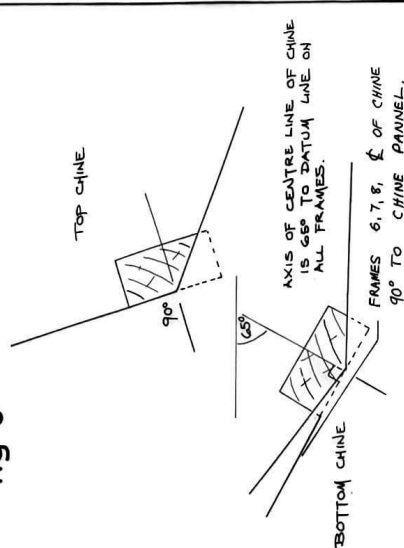 TOP CHINE
90°
AXIS OF CENTRE LINE OF CHINE
IS 65° TO DATUM LINE ON
ALL FRAMES.
65°
BOTTOM CHINE
FRAMES 6,7,8, ℄ OF CHINE
90° TO CHINE PANNEL.